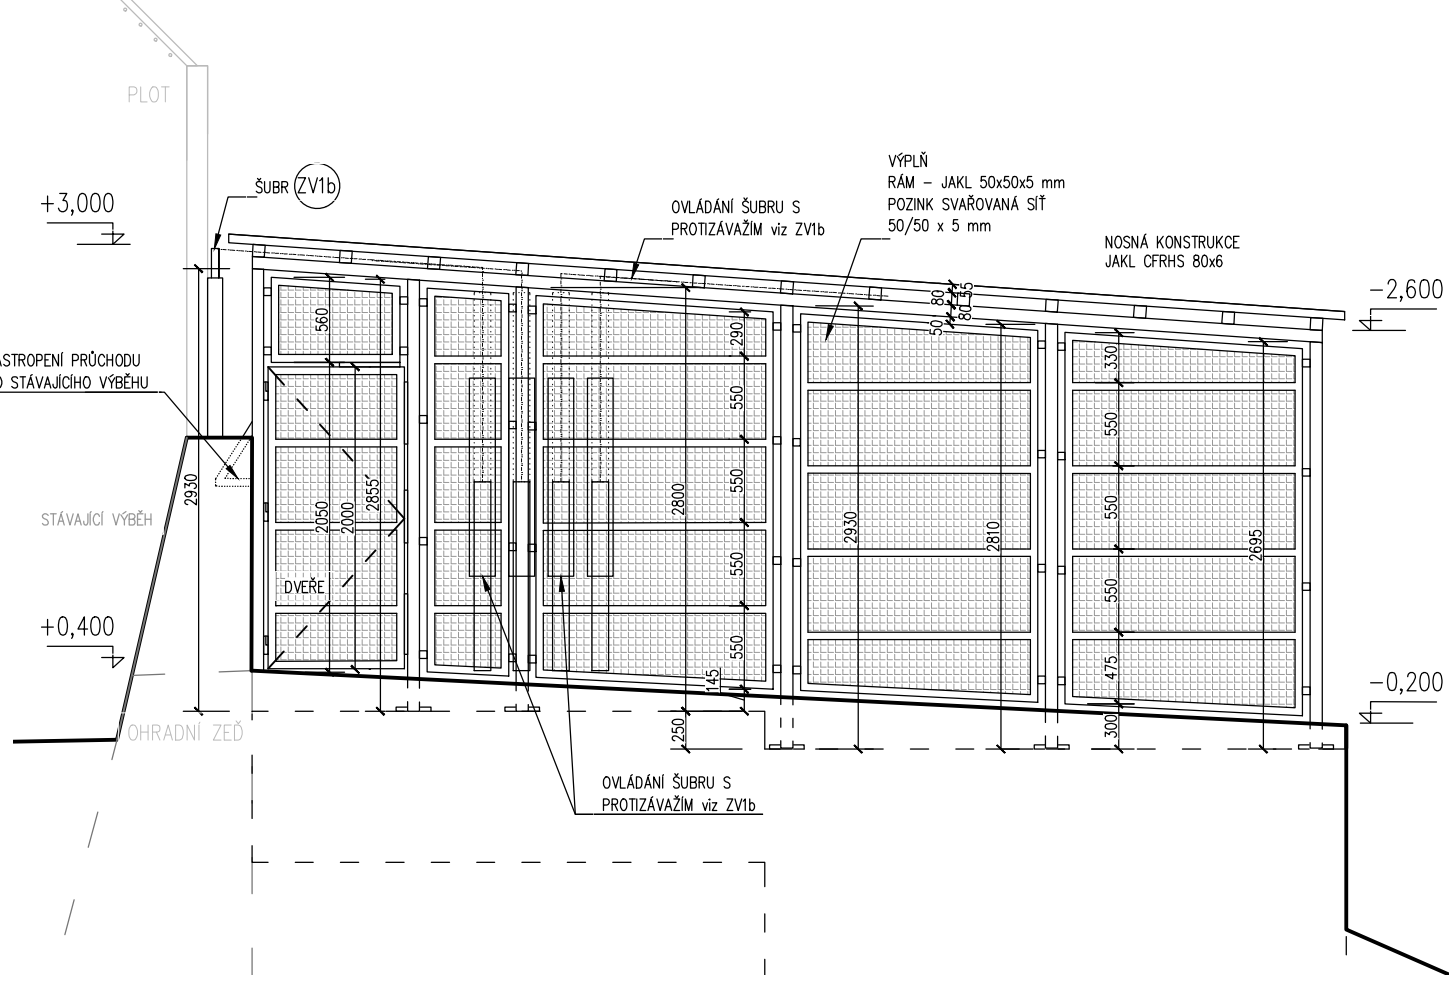 PLOT
+3,000
ŠUBR ZV1b
OVLÁDÁNÍ ŠUBRU S
PROTIZÁVAŽÍM viz ZV1b
VÝPLŇ
RÁM – JAKL 50x50x5 mm
POZINK SVAŘOVANÁ SÍŤ
50/50 x 5 mm
NOSNÁ KONSTRUKCE
JAKL CFRHS 80x6
−2,600
50
80
80
55
560
290
330
ASTROPENÍ PRŮCHODU
O STÁVAJÍCÍHO VÝBĚHU
550
550
550
550
550
550
550
2930
2050
2000
2855
2800
2930
2810
2695
STÁVAJÍCÍ VÝBĚH
DVEŘE
+0,400
475
145
−0,200
250
300
OHRADNÍ ZEĎ
OVLÁDÁNÍ ŠUBRU S
PROTIZÁVAŽÍM viz ZV1b